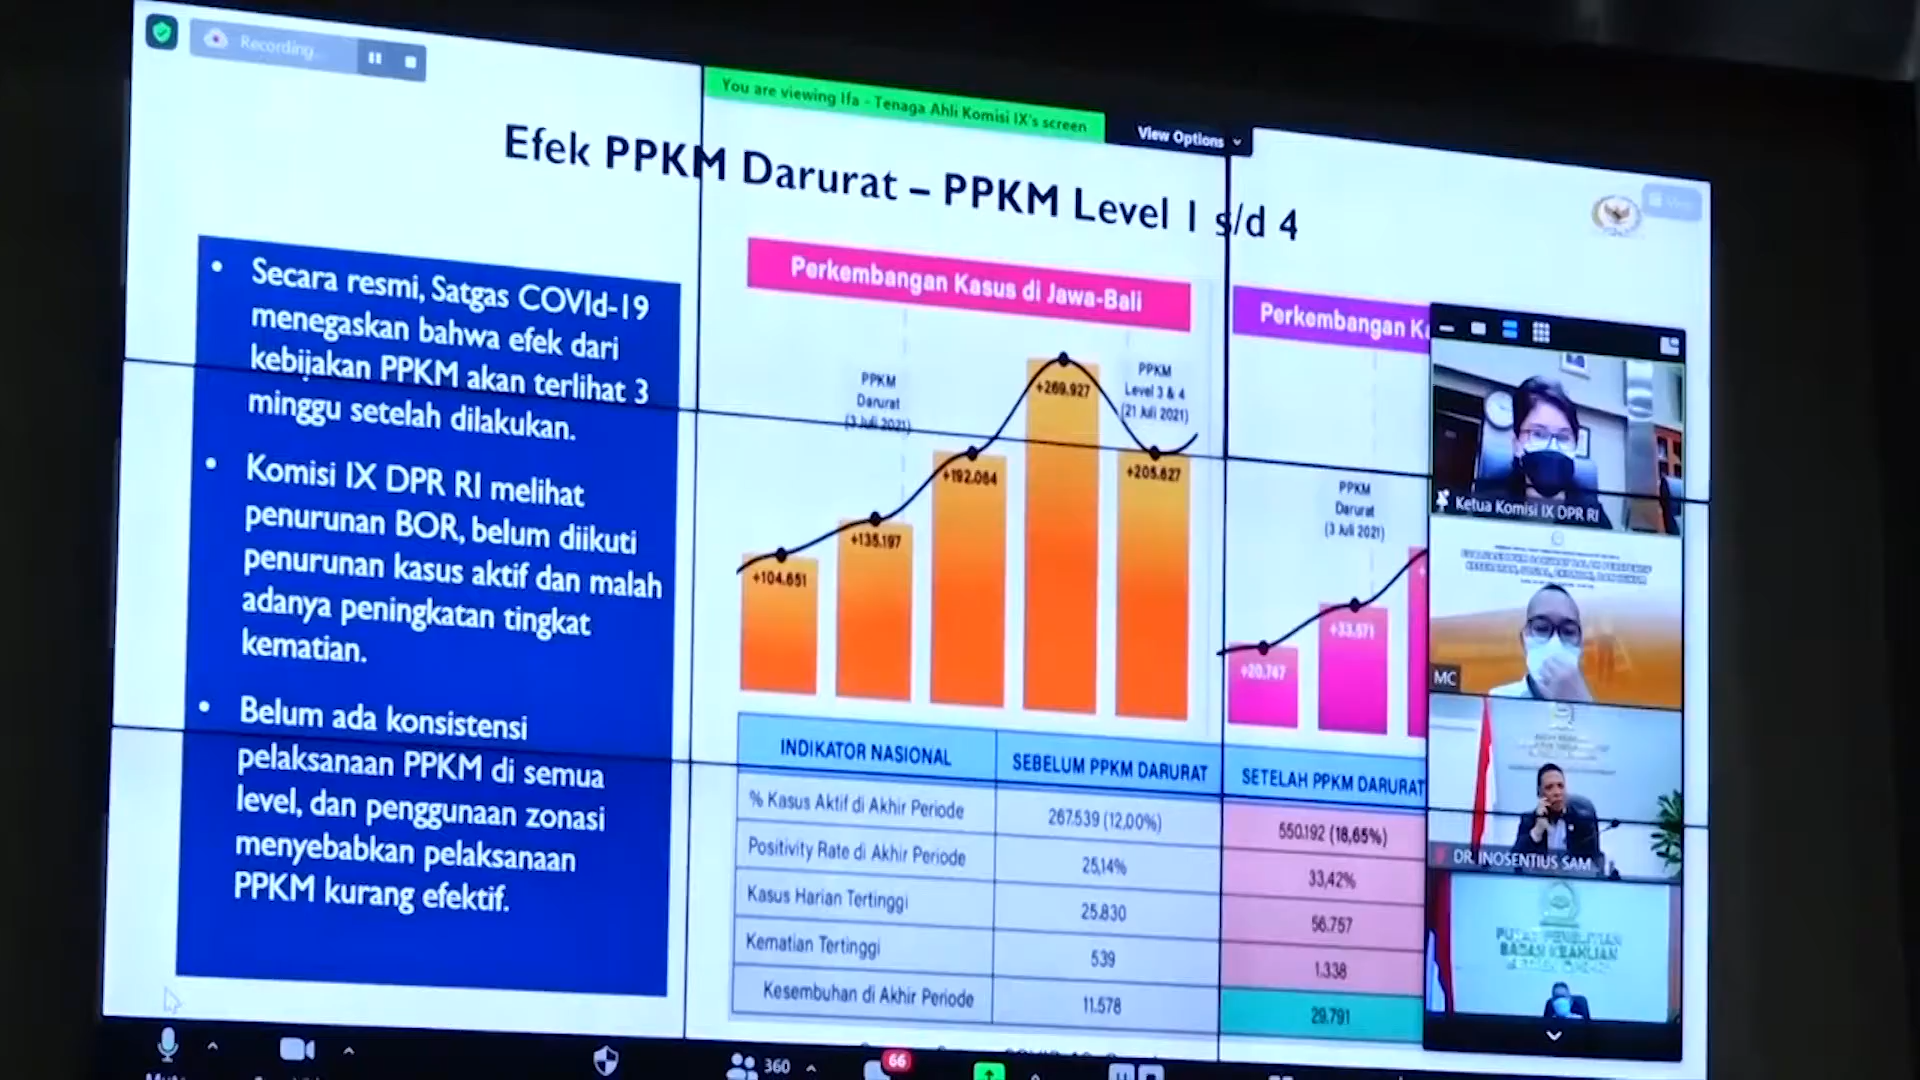 Recording...
You are viewing Ifa - Tenaga Ahli Komisi IX's screen
View Options
Efek PPKM Darurat – PPKM Level 1 s/d 4
View
• Secara resmi, Satgas COVId-19
menegaskan bahwa efek dari
kebijakan PPKM akan terlihat 3
minggu setelah dilakukan.
• Komisi IX DPR RI melihat
penurunan BOR, belum diikuti
penurunan kasus aktif dan malah
adanya peningkatan tingkat
kematian.
• Belum ada konsistensi
pelaksanaan PPKM di semua
level, dan penggunaan zonasi
menyebabkan pelaksanaan
PPKM kurang efektif.
Perkembangan Kasus di Jawa-Bali
PPKM
Darurat
(3 Juli 2021)
PPKM
Level 3 & 4
(21 Juli 2021)
+104.651
+135.197
+192.064
+269.927
+205.627
Perkembangan
PPKM
Darurat
(3 Juli 2021)
+20.747
+33.571
INDIKATOR NASIONAL SEBELUM PPKM DARURAT SETELAH PPKM DARURAT
% Kasus Aktif di Akhir Periode 267.539 (12,00%) 550.192 (18,65%)
Positivity Rate di Akhir Periode 25,14% 33,42%
Kasus Harian Tertinggi 25.830 56.757
Kematian Tertinggi 539 1.338
Kesembuhan di Akhir Periode 11.578 29.791
Ketua Komisi IX DPR RI
MC
DR. INOSENTIUS SAM...
PUSAT PENELITIAN
BADAN KEAHLIAN
360
66